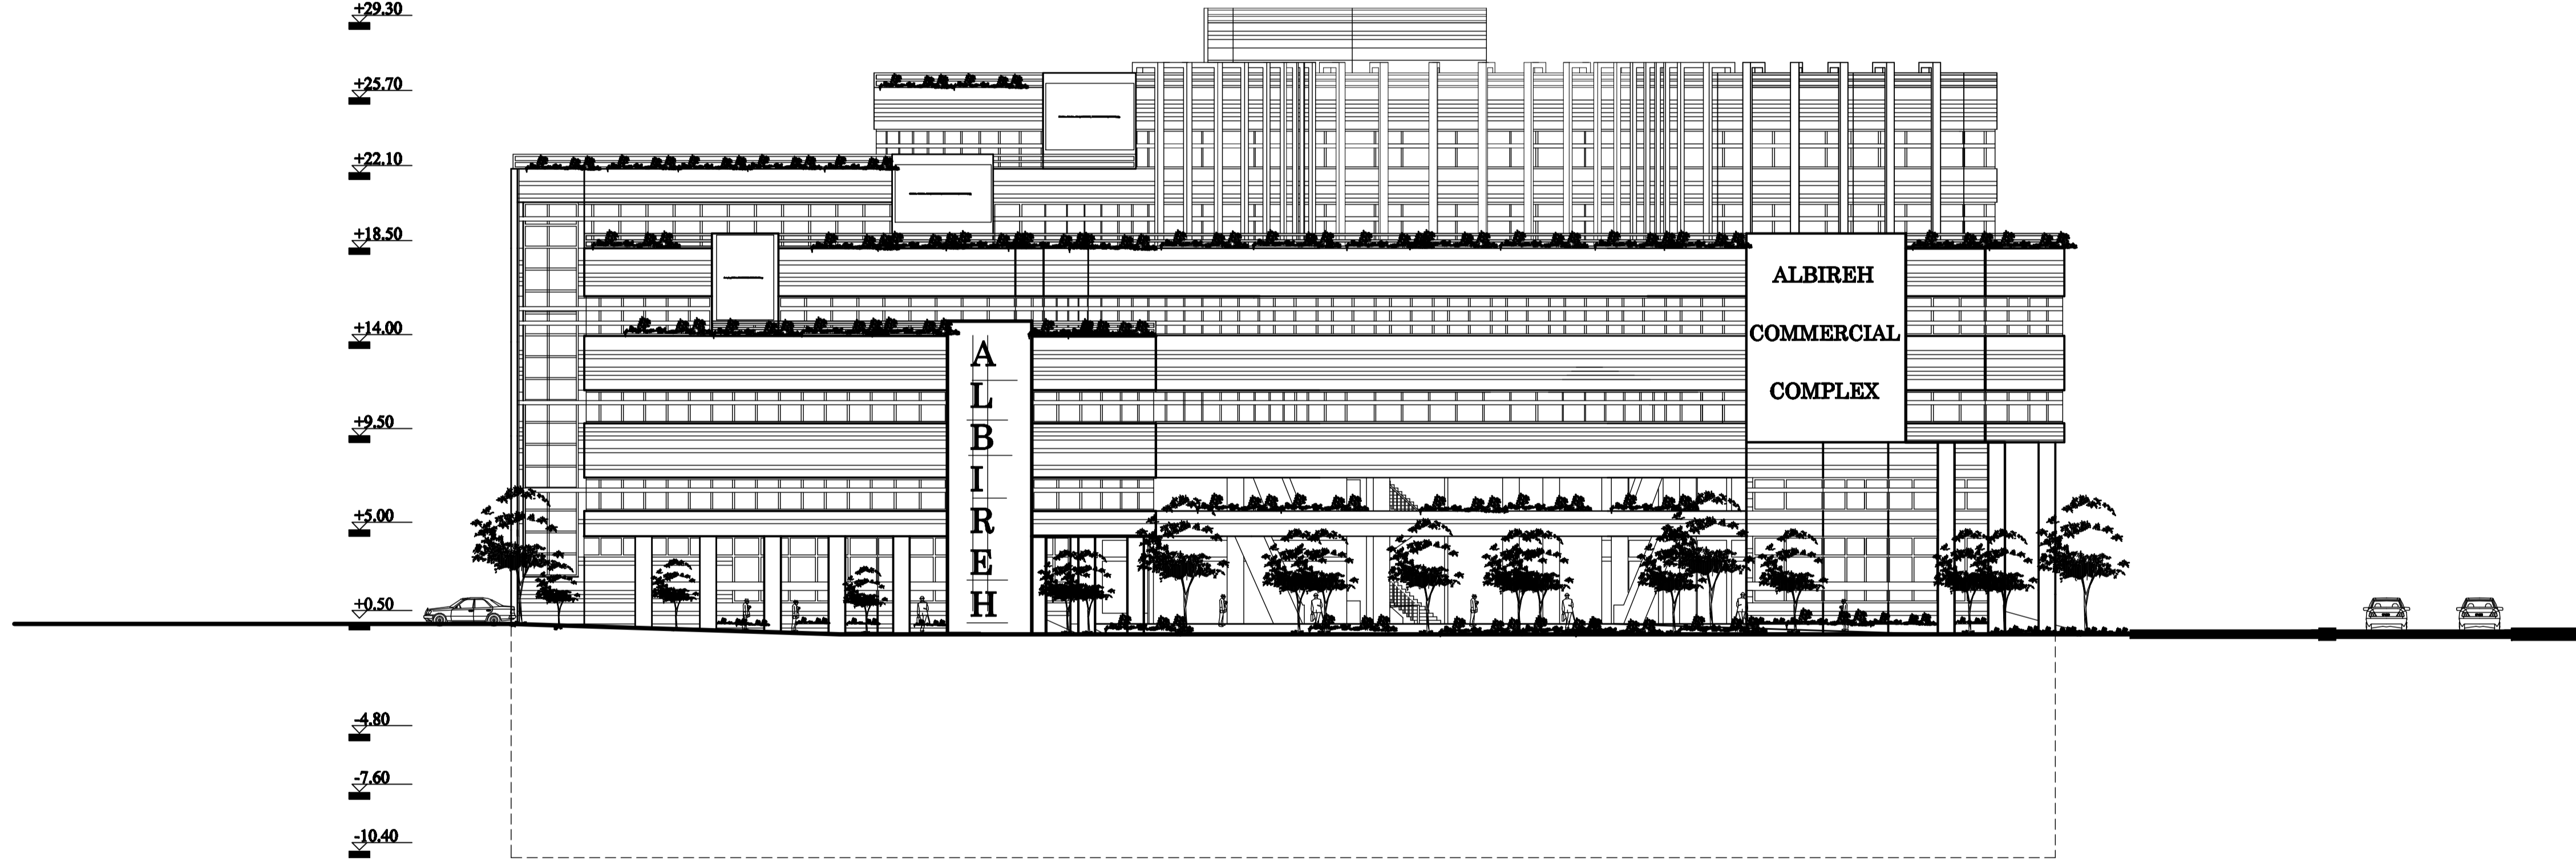 +29.30
+25.70
+22.10
+18.50
+14.00
+9.50
+5.00
+0.50
-4.80
-7.60
-10.40
A
L
B
I
R
E
H
ALBIREH
COMMERCIAL
COMPLEX